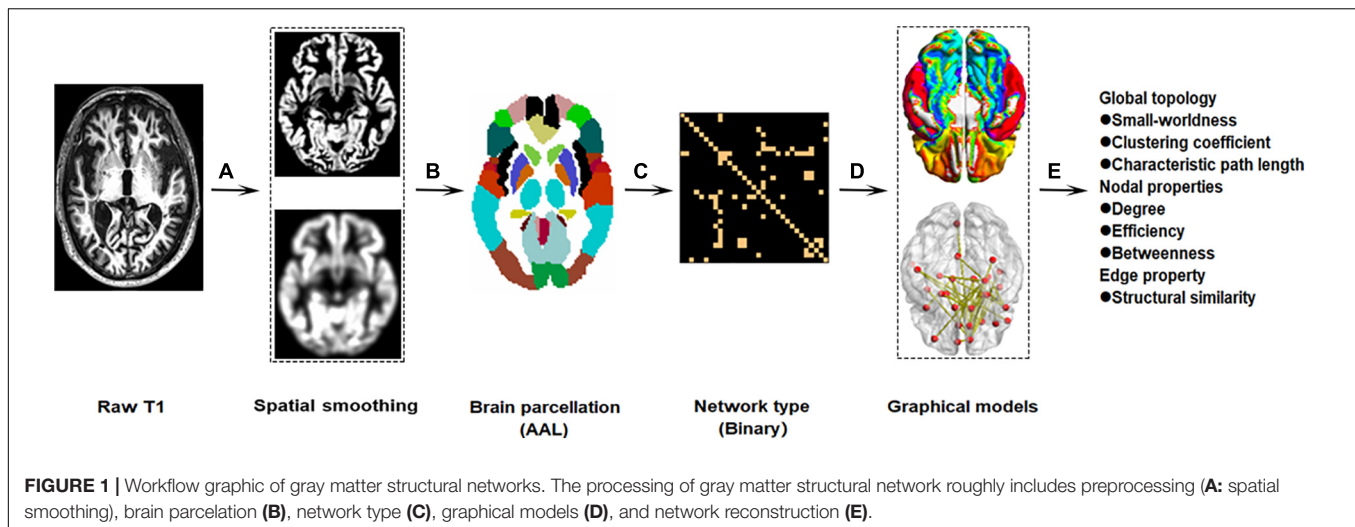 A
B
C
D
E
Global topology
●Small-worldness
●Clustering coefficient
●Characteristic path length
Nodal properties
●Degree
●Efficiency
●Betweenness
Edge property
●Structural similarity
Raw T1
Spatial smoothing
Brain parcellation
(AAL)
Network type
(Binary)
Graphical models
FIGURE 1 | Workflow graphic of gray matter structural networks. The processing of gray matter structural network roughly includes preprocessing (A: spatial
smoothing), brain parcelation (B), network type (C), graphical models (D), and network reconstruction (E).